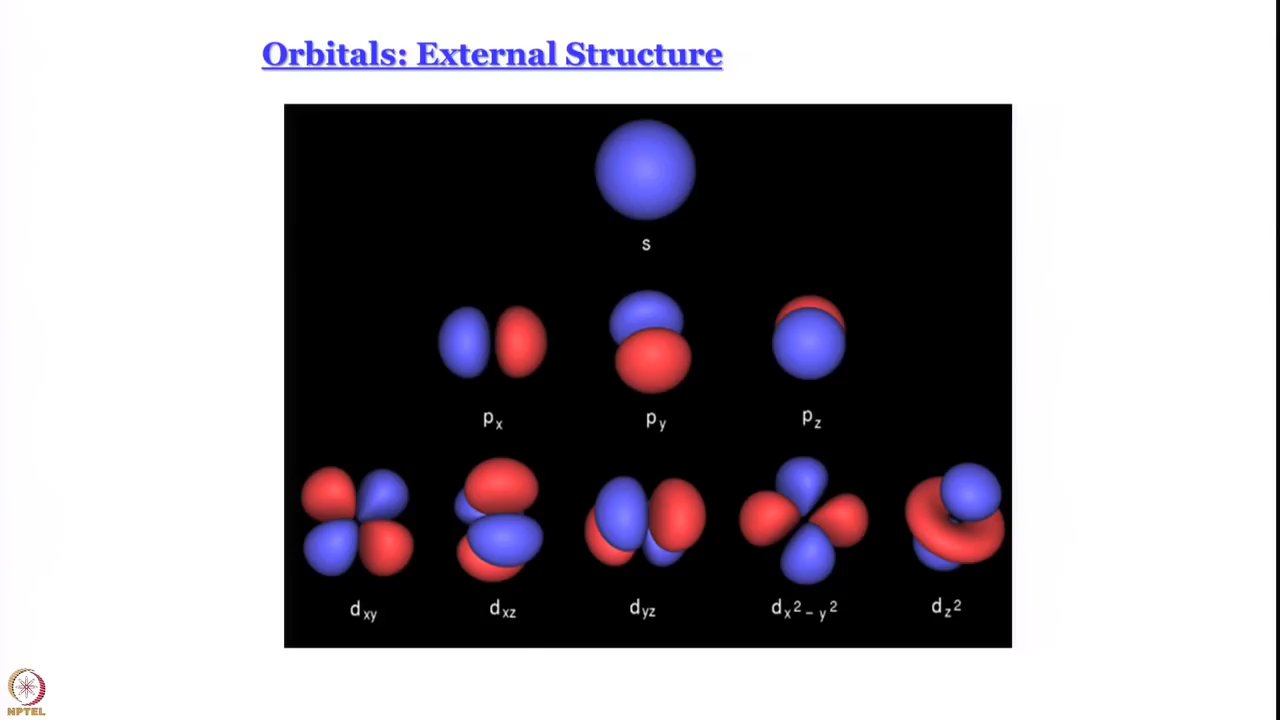 Orbitals: External Structure
s
px py pz
dxy dxz dyz dx2-y2 dz2
NPTEL